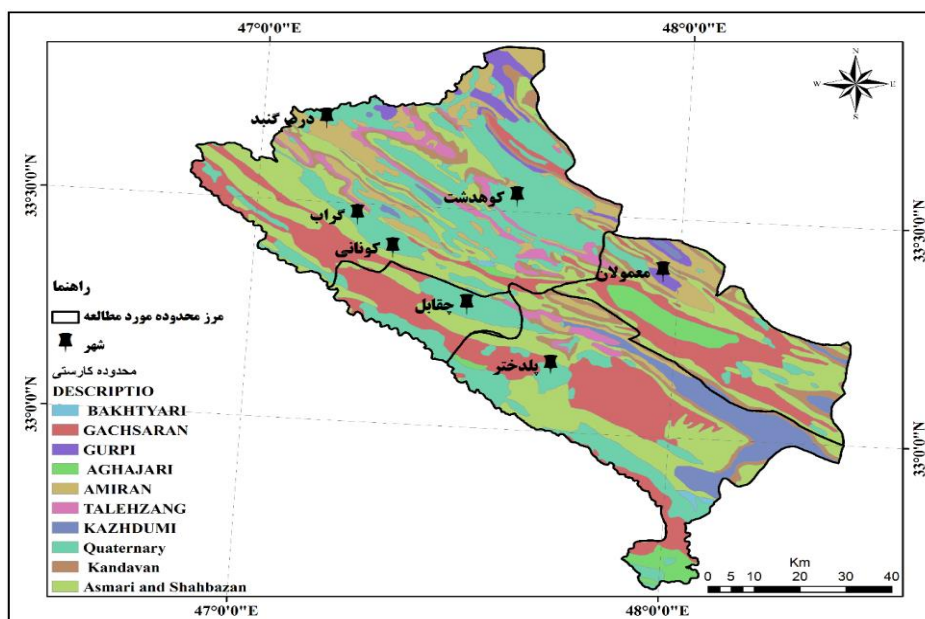 47°0'0"E
48°0'0"E
N
W
E
S
درب گنبد
33°30'0"N
کوهدشت
گراب
33°30'0"N
کونانی
معمولان
راهنما
چقابل
مرز محدوده مورد مطالعه
شهر
پلدختر
محدوده کارستی
DESCRIPTIO
33°0'0"N
BAKHTYARI
GACHSARAN
33°0'0"N
GURPI
AGHAJARI
AMIRAN
TALEHZANG
KAZHDUMI
Quaternary
Kandavan
Asmari and Shahbazan
Km
0 5 10 20 30 40
47°0'0"E
48°0'0"E